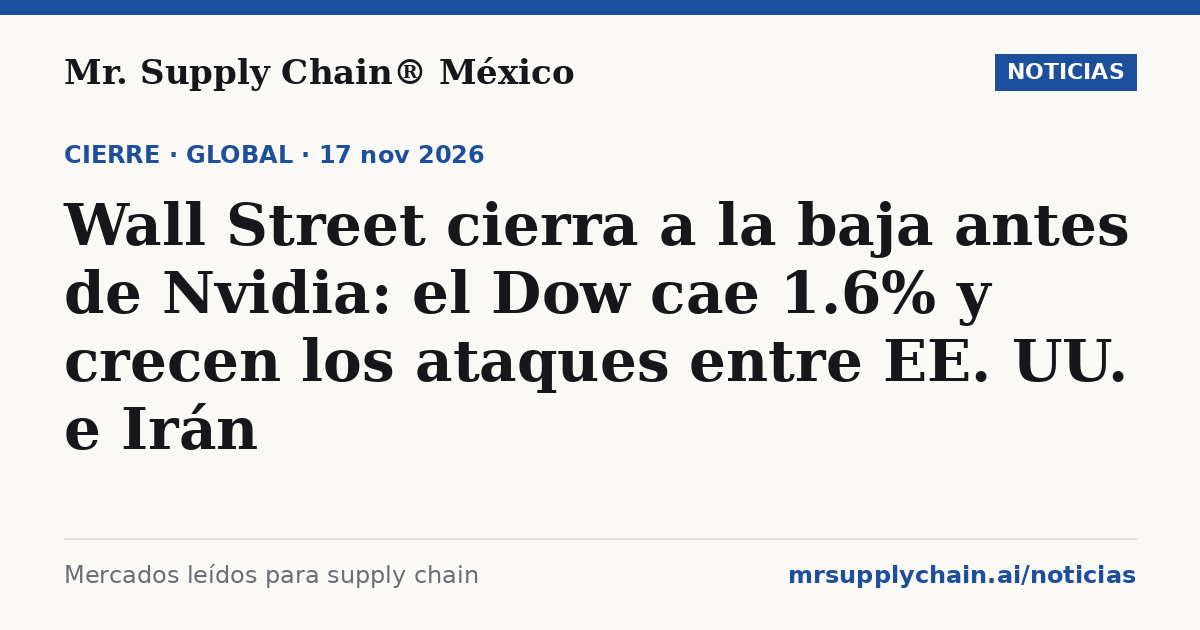 Mr. Supply Chain® México
NOTICIAS
CIERRE · GLOBAL · 17 nov 2026
Wall Street cierra a la baja antes
de Nvidia: el Dow cae 1.6% y
crecen los ataques entre EE. UU.
e Irán
Mercados leídos para supply chain
mrsupplychain.ai/noticias